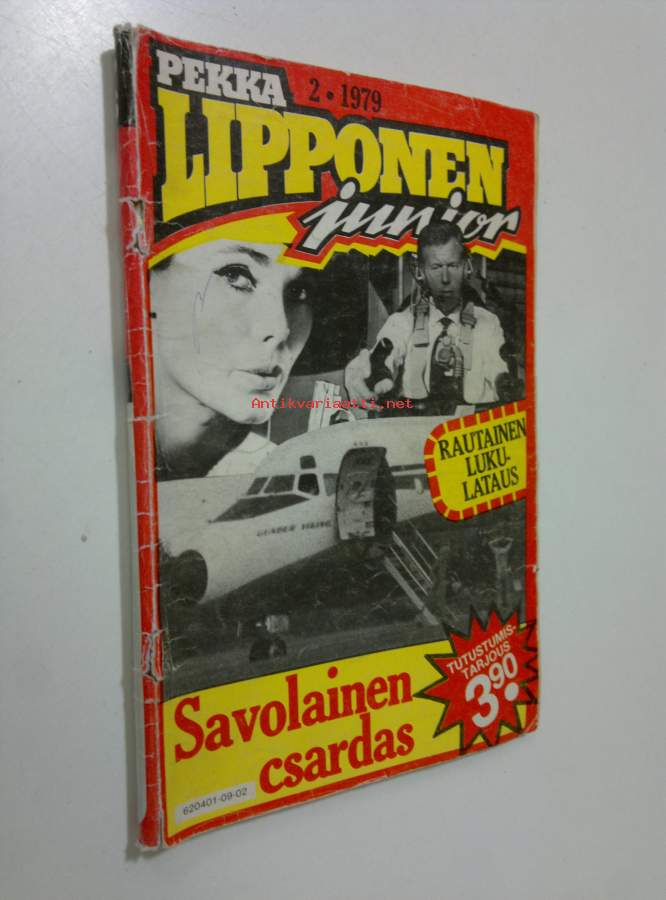 PEKKA
2 • 1979
LIPPONEN
junior
Antikvariaatti.net
RAUTAINEN
LUKU-
LATAUS
TUTUSTUMIS-
TARJOUS
3.90
Savolainen
csardas
620401-09-02